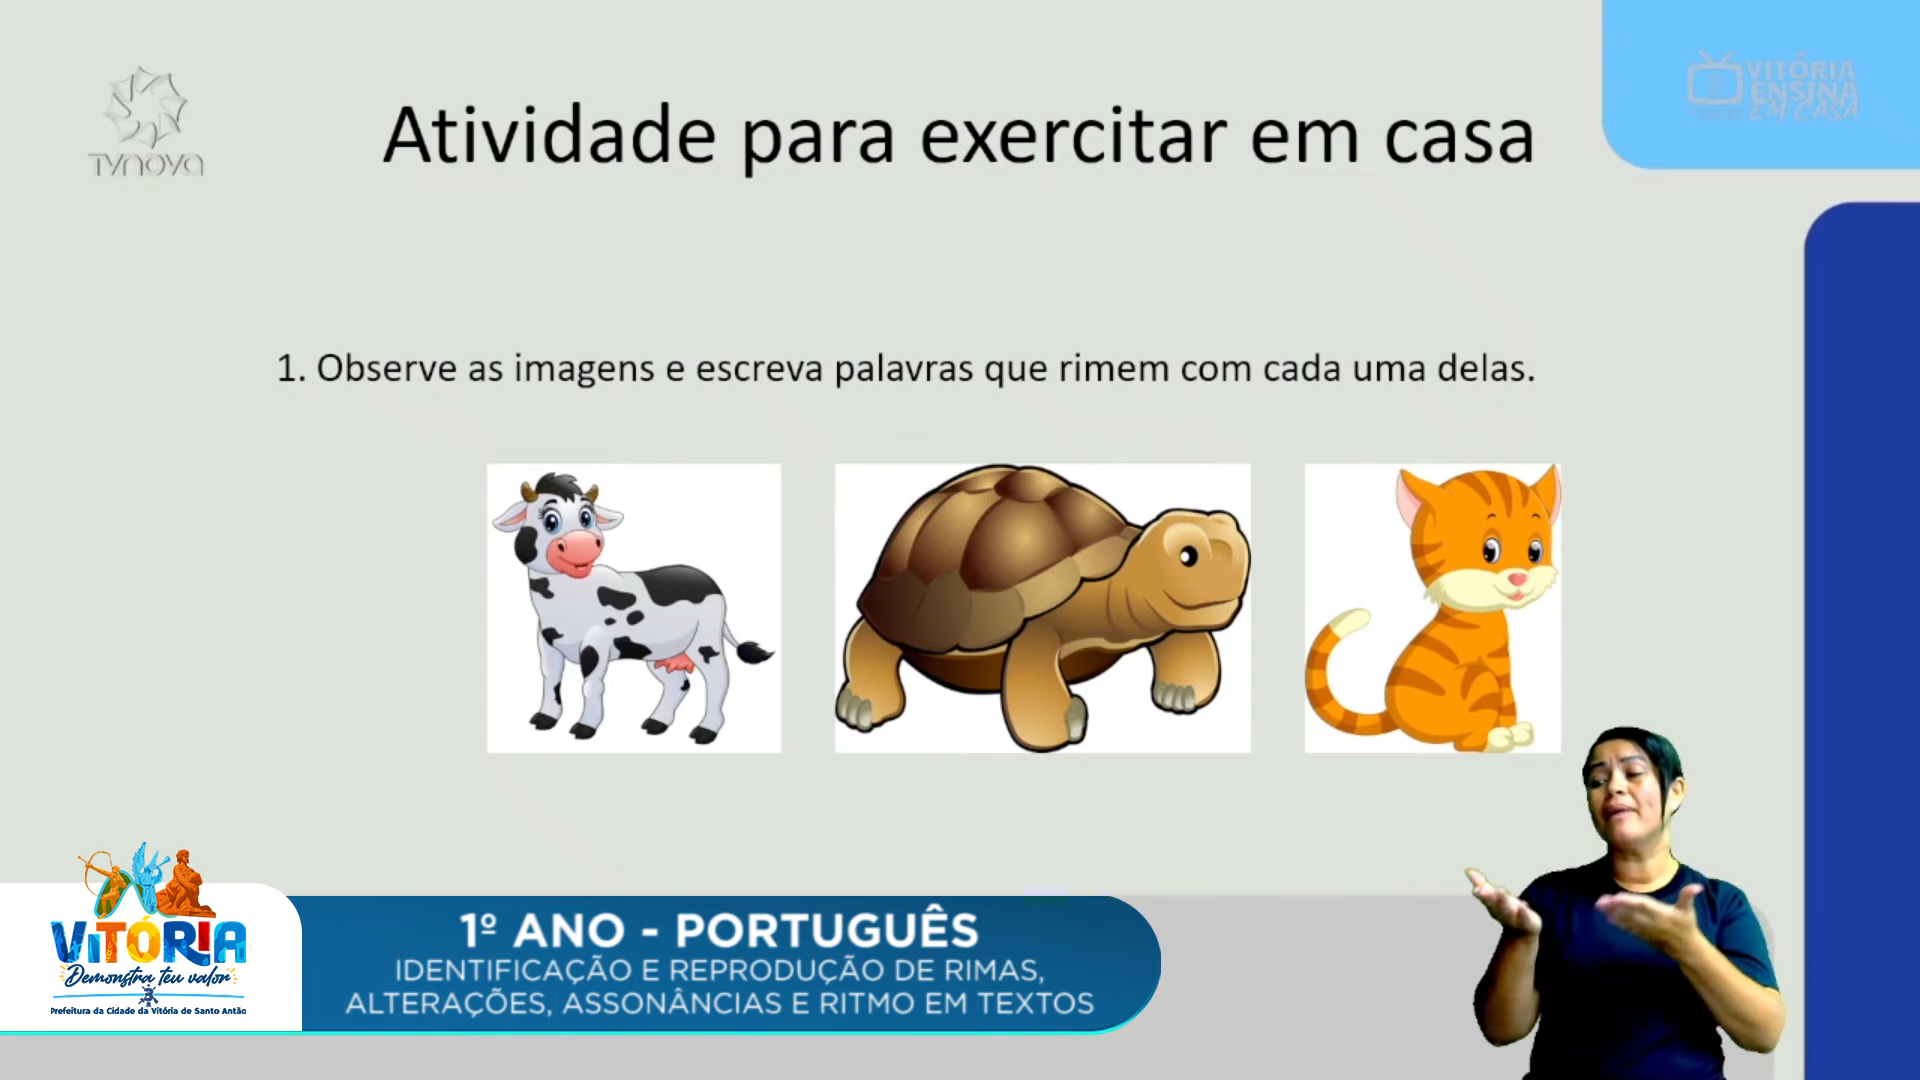 TVNOVA
VITÓRIA
ENSINA
EM CASA
Atividade para exercitar em casa
1. Observe as imagens e escreva palavras que rimem com cada uma delas.
VITÓRIA
Demonstra teu valor
Prefeitura da Cidade da Vitória de Santo Antão
1º ANO - PORTUGUÊS
IDENTIFICAÇÃO E REPRODUÇÃO DE RIMAS,
ALTERAÇÕES, ASSONÂNCIAS E RITMO EM TEXTOS